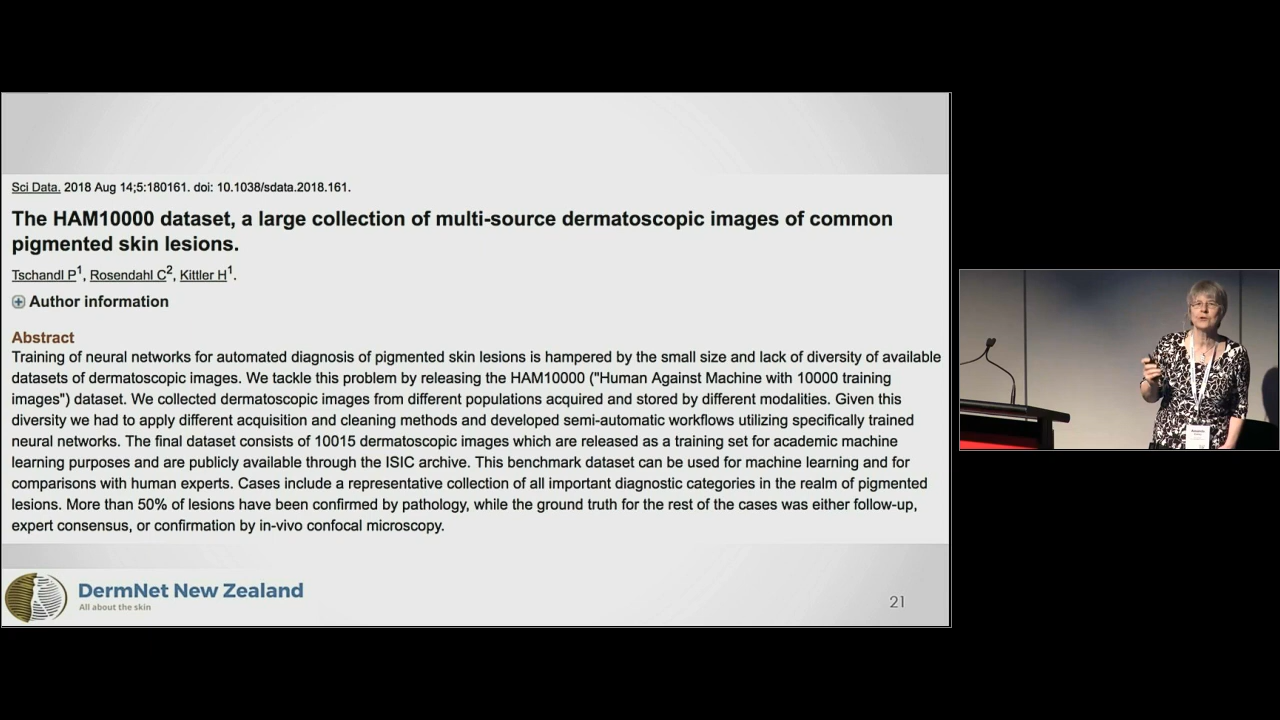 Sci Data. 2018 Aug 14;5:180161. doi: 10.1038/sdata.2018.161.
The HAM10000 dataset, a large collection of multi-source dermatoscopic images of common
pigmented skin lesions.
Tschandl P1, Rosendahl C2, Kittler H1.
Author information
Abstract
Training of neural networks for automated diagnosis of pigmented skin lesions is hampered by the small size and lack of diversity of available
datasets of dermatoscopic images. We tackle this problem by releasing the HAM10000 ("Human Against Machine with 10000 training
images") dataset. We collected dermatoscopic images from different populations acquired and stored by different modalities. Given this
diversity we had to apply different acquisition and cleaning methods and developed semi-automatic workflows utilizing specifically trained
neural networks. The final dataset consists of 10015 dermatoscopic images which are released as a training set for academic machine
learning purposes and are publicly available through the ISIC archive. This benchmark dataset can be used for machine learning and for
comparisons with human experts. Cases include a representative collection of all important diagnostic categories in the realm of pigmented
lesions. More than 50% of lesions have been confirmed by pathology, while the ground truth for the rest of the cases was either follow-up,
expert consensus, or confirmation by in-vivo confocal microscopy.
DermNet New Zealand
All about the skin
21